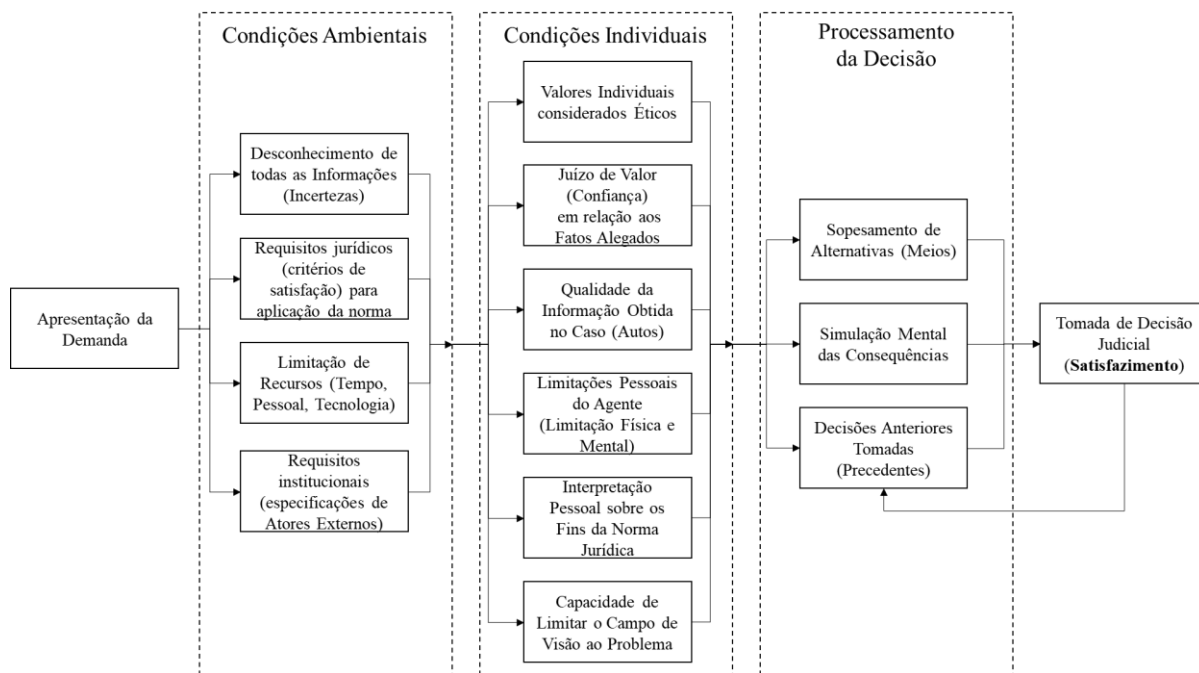 Condições Ambientais
Condições Individuais
Processamento
da Decisão
Apresentação da
Demanda
Desconhecimento de
todas as Informações
(Incertezas)
Requisitos jurídicos
(critérios de
satisfação) para
aplicação da norma
Limitação de
Recursos (Tempo,
Pessoal, Tecnologia)
Requisitos
institucionais
(especificações de
Atores Externos)
Valores Individuais
considerados Éticos
Juízo de Valor
(Confiança)
em relação aos
Fatos Alegados
Qualidade da
Informação Obtida
no Caso (Autos)
Limitações Pessoais
do Agente
(Limitação Física e
Mental)
Interpretação
Pessoal sobre os
Fins da Norma
Jurídica
Capacidade de
Limitar o Campo de
Visão ao Problema
Sopesamento de
Alternativas (Meios)
Simulação Mental
das Consequências
Decisões Anteriores
Tomadas
(Precedentes)
Tomada de Decisão
Judicial
(Satisfazimento)